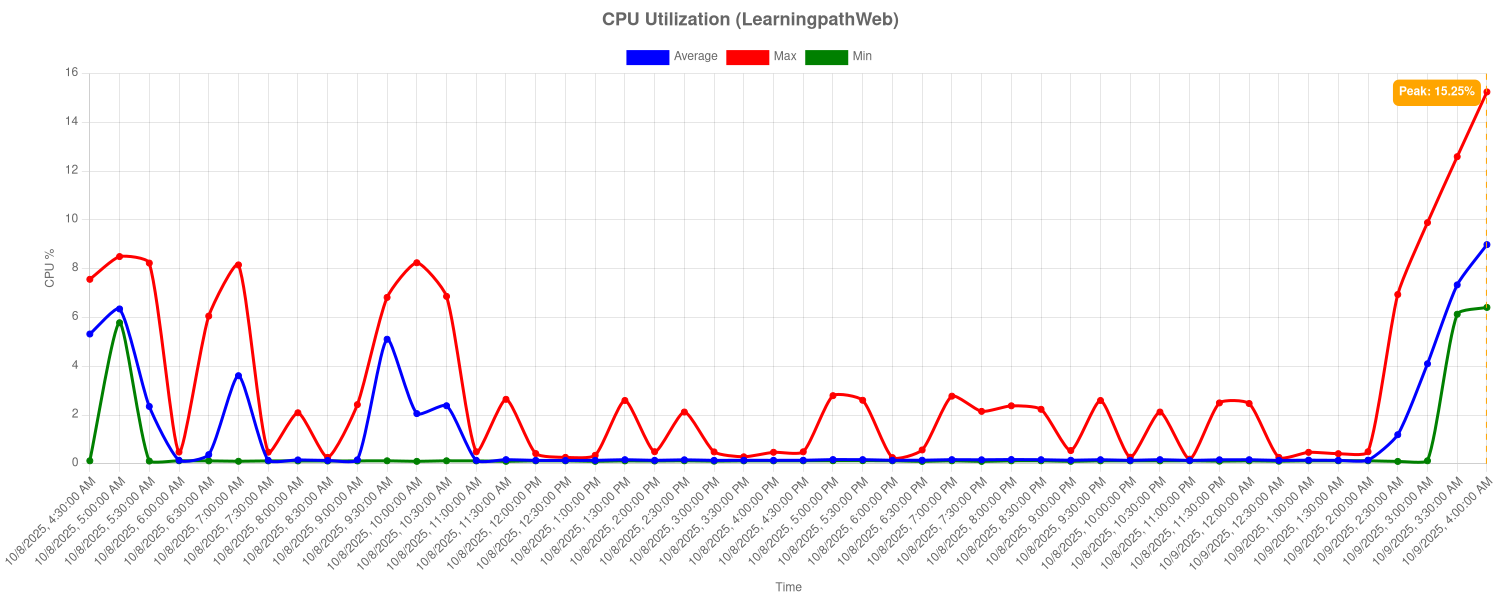 CPU Utilization (LearningpathWeb)
Average Max Min
16
Peak: 15.25%
14
12
10
8
CPU %
6
4
2
0
10/8/2025, 4:30:00 AM
10/8/2025, 5:00:00 AM
10/8/2025, 5:30:00 AM
10/8/2025, 6:00:00 AM
10/8/2025, 6:30:00 AM
10/8/2025, 7:00:00 AM
10/8/2025, 7:30:00 AM
10/8/2025, 8:00:00 AM
10/8/2025, 8:30:00 AM
10/8/2025, 9:00:00 AM
10/8/2025, 9:30:00 AM
10/8/2025, 10:00:00 AM
10/8/2025, 10:30:00 AM
10/8/2025, 11:00:00 AM
10/8/2025, 11:30:00 AM
10/8/2025, 12:00:00 PM
10/8/2025, 12:30:00 PM
10/8/2025, 1:00:00 PM
10/8/2025, 1:30:00 PM
10/8/2025, 2:00:00 PM
10/8/2025, 2:30:00 PM
10/8/2025, 3:00:00 PM
10/8/2025, 3:30:00 PM
10/8/2025, 4:00:00 PM
10/8/2025, 4:30:00 PM
10/8/2025, 5:00:00 PM
10/8/2025, 5:30:00 PM
10/8/2025, 6:00:00 PM
10/8/2025, 6:30:00 PM
10/8/2025, 7:00:00 PM
10/8/2025, 7:30:00 PM
10/8/2025, 8:00:00 PM
10/8/2025, 8:30:00 PM
10/8/2025, 9:00:00 PM
10/8/2025, 9:30:00 PM
10/8/2025, 10:00:00 PM
10/8/2025, 10:30:00 PM
10/8/2025, 11:00:00 PM
10/8/2025, 11:30:00 PM
10/9/2025, 12:00:00 AM
10/9/2025, 12:30:00 AM
10/9/2025, 1:00:00 AM
10/9/2025, 1:30:00 AM
10/9/2025, 2:00:00 AM
10/9/2025, 2:30:00 AM
10/9/2025, 3:00:00 AM
10/9/2025, 3:30:00 AM
10/9/2025, 4:00:00 AM
Time